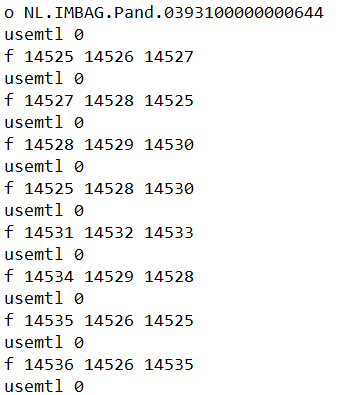 o NL.IMBAG.Pand.0393100000000644
usemtl 0
f 14525 14526 14527
usemtl 0
f 14527 14528 14525
usemtl 0
f 14528 14529 14530
usemtl 0
f 14525 14528 14530
usemtl 0
f 14531 14532 14533
usemtl 0
f 14534 14529 14528
usemtl 0
f 14535 14526 14525
usemtl 0
f 14536 14526 14535
usemtl 0